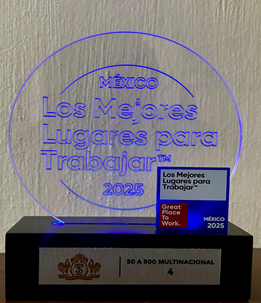 MÉXICO
Los Mejores
Lugares para
Trabajar™
2025
Los Mejores
Lugares para
Trabajar™
Great
Place
To
Work.
MÉXICO
2025
50 A 500 MULTINACIONAL
4